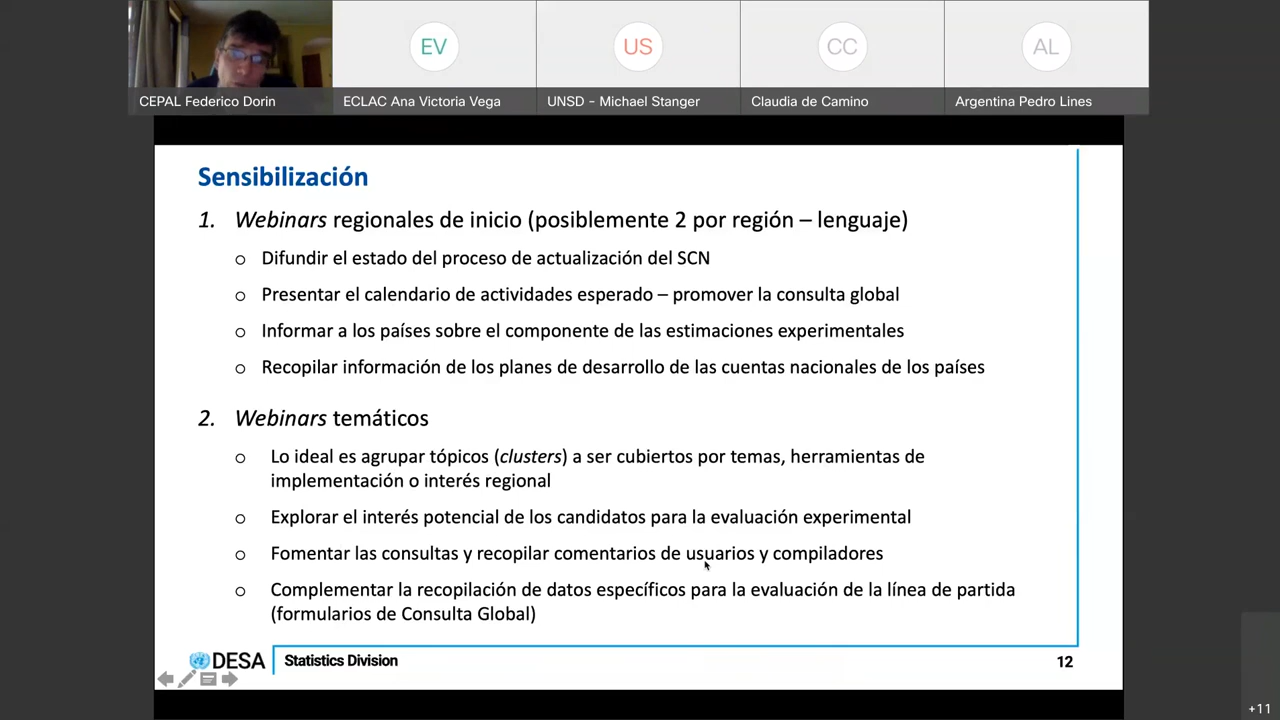 EV
US
CC
AL
CEPAL Federico Dorin
ECLAC Ana Victoria Vega
UNSD - Michael Stanger
Claudia de Camino
Argentina Pedro Lines
Sensibilización
1. Webinars regionales de inicio (posiblemente 2 por región – lenguaje)
o Difundir el estado del proceso de actualización del SCN
o Presentar el calendario de actividades esperado – promover la consulta global
o Informar a los países sobre el componente de las estimaciones experimentales
o Recopilar información de los planes de desarrollo de las cuentas nacionales de los países
2. Webinars temáticos
o Lo ideal es agrupar tópicos (clusters) a ser cubiertos por temas, herramientas de
implementación o interés regional
o Explorar el interés potencial de los candidatos para la evaluación experimental
o Fomentar las consultas y recopilar comentarios de usuarios y compiladores
o Complementar la recopilación de datos específicos para la evaluación de la línea de partida
(formularios de Consulta Global)
DESA
Statistics Division
12
+11